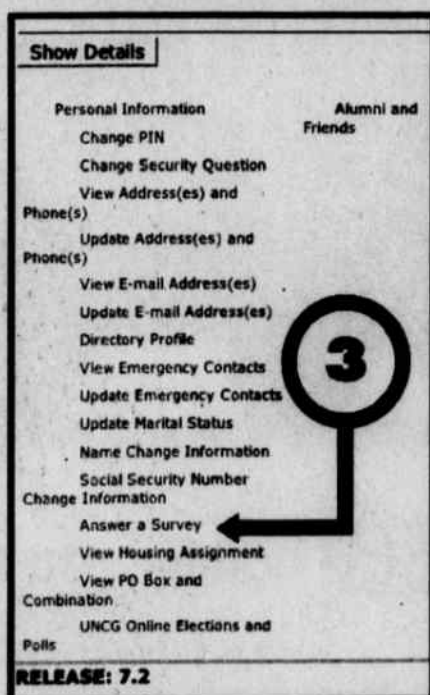 Show Details
Personal Information
Change PIN
Change Security Question
View Address(es) and
Phone(s)
Update Address(es) and
Phone(s)
View E-mail Address(es)
Update E-mail Address(es)
Directory Profile
View Emergency Contacts
Update Emergency Contacts
Update Marital Status
Name Change Information
Social Security Number
Change Information
Answer a Survey
View Housing Assignment
View PO Box and
Combination
UNCG Online Elections and
Polls
Alumni and
Friends
3
RELEASE: 7.2